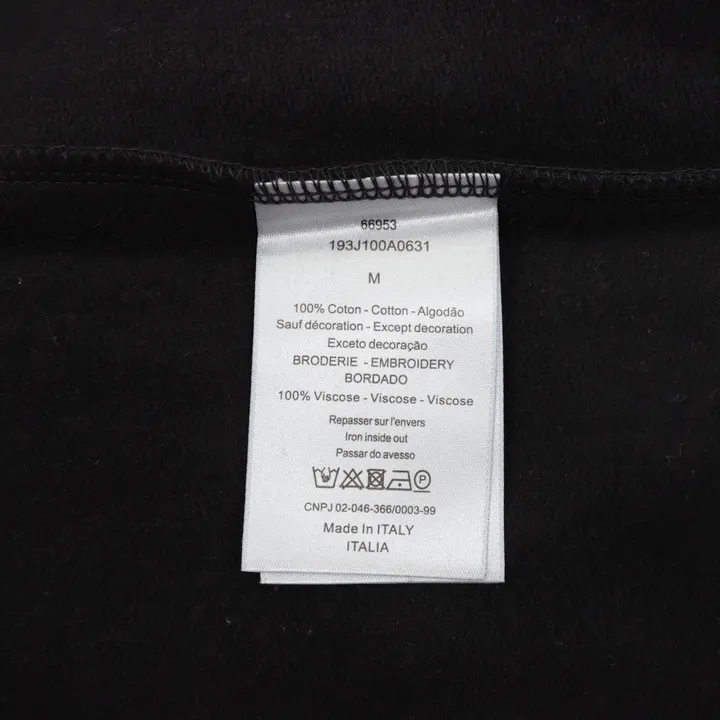 66953
193J100A0631
M
100% Coton - Cotton - Algodão
Sauf décoration - Except decoration
Exceto decoração
BRODERIE - EMBROIDERY
BORDADO
100% Viscose - Viscose - Viscose
Repasser sur l'envers
Iron inside out
Passar do avesso
P
CNPJ 02-046-366/0003-99
Made In ITALY
ITALIA